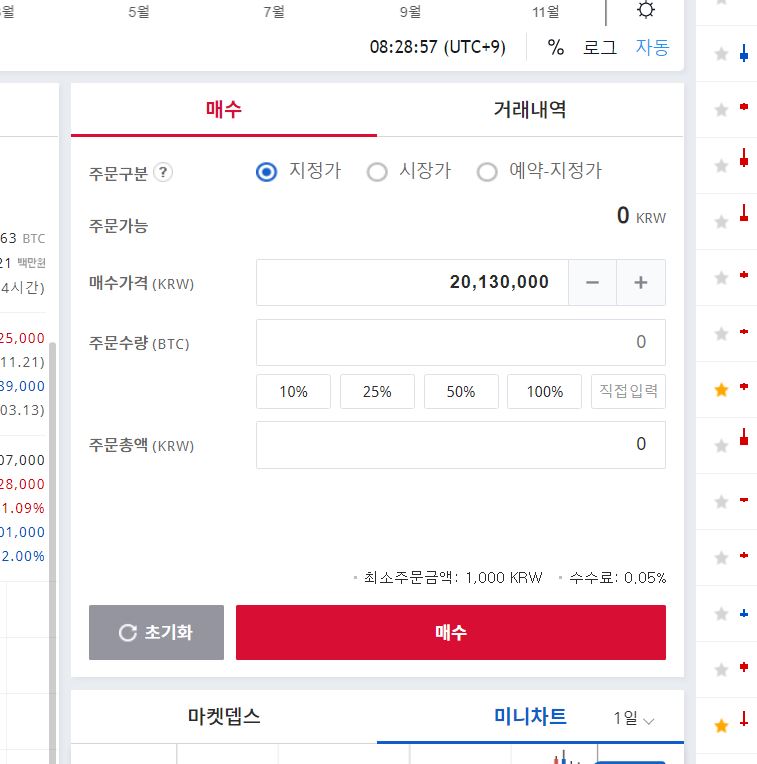 월 5월 7월 9월 11월
08:28:57 (UTC+9) % 로그 자동
매수 거래내역
주문구분 ? 지정가 시장가 예약-지정가
주문가능 0 KRW
63 BTC
21 백만원
4시간)
매수가격 (KRW) 20,130,000 − +
25,000
11.21)
주문수량 (BTC) 0
39,000
03.13)
10% 25% 50% 100% 직접입력
주문총액 (KRW) 0
07,000
28,000
1.09%
01,000
2.00%
최소주문금액: 1,000 KRW 수수료: 0.05%
초기화 매수
마켓뎁스 미니차트 1일